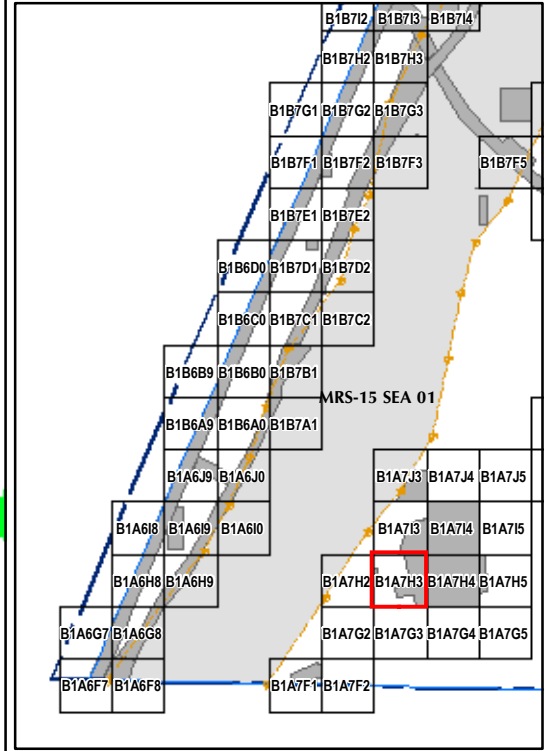 B1B7I2 B1B7I3 B1B7I4
B1B7H2 B1B7H3
B1B7G1 B1B7G2 B1B7G3
B1B7F1 B1B7F2 B1B7F3 B1B7F5
B1B7E1 B1B7E2
B1B6D0 B1B7D1 B1B7D2
B1B6C0 B1B7C1 B1B7C2
B1B6B9 B1B6B0 B1B7B1
MRS-15 SEA 01
B1B6A9 B1B6A0 B1B7A1
B1A6J9 B1A6J0 B1A7J3 B1A7J4 B1A7J5
B1A6I8 B1A6I9 B1A6I0 B1A7I3 B1A7I4 B1A7I5
B1A6H8 B1A6H9 B1A7H2 B1A7H3 B1A7H4 B1A7H5
B1A6G7 B1A6G8 B1A7G2 B1A7G3 B1A7G4 B1A7G5
B1A6F7 B1A6F8 B1A7F1 B1A7F2